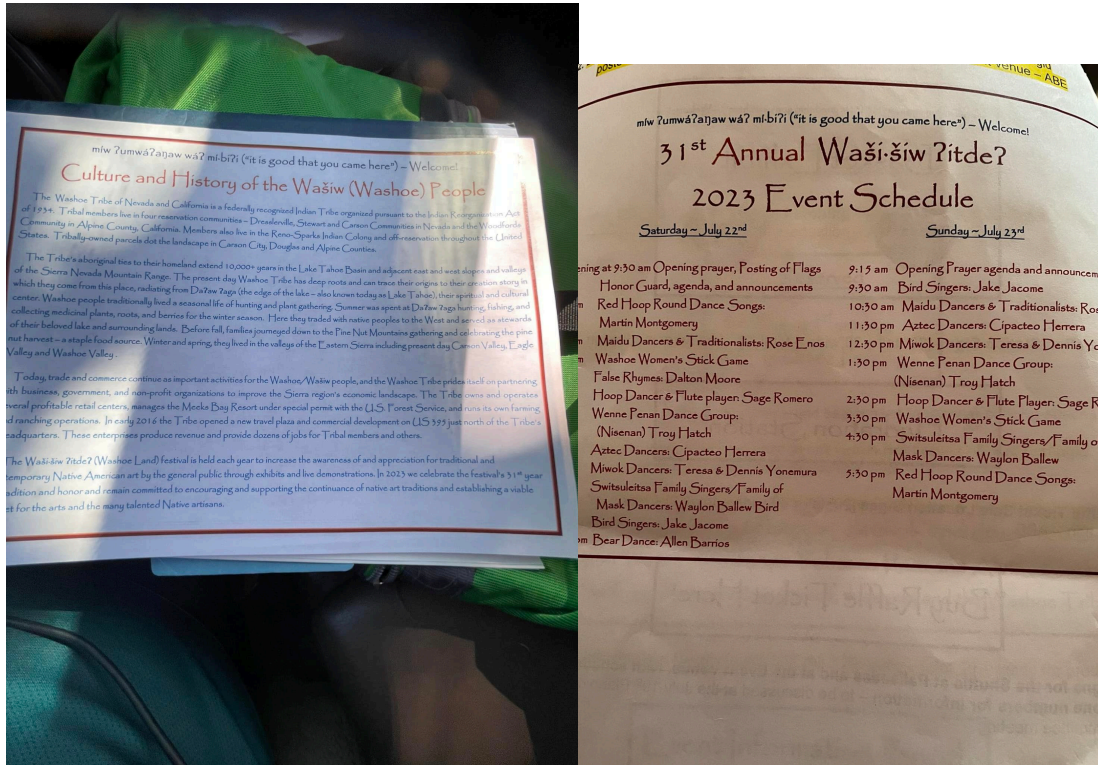 míw ʔumwáʔaŋaw wáʔ mí·biʔi (“it is good that you came here”) – Welcome!
Culture and History of the Wašiw (Washoe) People
The Washoe Tribe of Nevada and California is a federally recognized Indian Tribe organized pursuant to the Indian Reorganization Act
of 1934. Tribal members live in four reservation communities – Dresslerville, Stewart and Carson Communities in Nevada and the Woodfords
Community in Alpine County, California. Members also live in the Reno-Sparks Indian Colony and off-reservation throughout the United
States. Tribally-owned parcels dot the landscape in Carson City, Douglas and Alpine Counties.
The Tribe's aboriginal ties to their homeland extend 10,000+ years in the Lake Tahoe Basin and adjacent east and west slopes and valleys
of the Sierra Nevada Mountain Range. The present day Washoe Tribe has deep roots and can trace its origins to their creation story in
which they come from this place, radiating from Daʔaw ʔaga (the edge of the lake – also known today as Lake Tahoe), their spiritual and cultural
center. Washoe people traditionally lived a seasonal life of hunting and plant gathering. Summer was spent at Daʔaw ʔaga hunting, fishing, and
collecting medicinal plants, roots, and berries for the winter season. Here they traded with native peoples to the West and served as stewards
of their beloved lake and surrounding lands. Before fall, families journeyed down to the Pine Nut Mountains gathering and celebrating the pine
nut harvest – a staple food source. Winter and spring, they lived in the valleys of the Eastern Sierra including present day Carson Valley, Eagle
Valley and Washoe Valley.
Today, trade and commerce continue as important activities for the Washoe/Wašiw people, and the Washoe Tribe prides itself on partnering
ith business, government, and non-profit organizations to improve the Sierra region's economic landscape. The Tribe owns and operates
everal profitable retail centers, manages the Meeks Bay Resort under special permit with the U.S. Forest Service, and runs its own farming
d ranching operations. In early 2016 the Tribe opened a new travel plaza and commercial development on US 395 just north of the Tribe's
eadquarters. These enterprises produce revenue and provide dozens of jobs for Tribal members and others.
The Waší·šiw ʔitdeʔ (Washoe Land) festival is held each year to increase the awareness of and appreciation for traditional and
temporary Native American art by the general public through exhibits and live demonstrations. In 2023 we celebrate the festival's 31st year
adition and honor and remain committed to encouraging and supporting the continuance of native art traditions and establishing a viable
et for the arts and the many talented Native artisans.
Venue – ABE
míw ʔumwáʔaŋaw wáʔ mí·biʔi (“it is good that you came here”) – Welcome!
31st Annual Waší·šíw ʔitdeʔ
2023 Event Schedule
Saturday ~ July 22nd
ening at 9:30 am Opening prayer, Posting of Flags
Honor Guard, agenda, and announcements
Red Hoop Round Dance Songs:
Martin Montgomery
Maidu Dancers & Traditionalists: Rose Enos
Washoe Women's Stick Game
False Rhymes: Dalton Moore
Hoop Dancer & Flute player: Sage Romero
Wenne Penn Dance Group:
(Nisenan) Troy Hatch
Aztec Dancers: Cipacteo Herrera
Miwok Dancers: Teresa & Dennis Yonemura
Switsuleitsa Family Singers/Family of
Mask Dancers: Waylon Ballew Bird
Bird Singers: Jake Jacome
om Bear Dance: Allen Barrios
Sunday ~ July 23rd
9:15 am Opening Prayer agenda and announcem
9:30 am Bird Singers: Jake Jacome
10:30 am Maidu Dancers & Traditionalists: Ros
11:30 pm Aztec Dancers: Cipacteo Herrera
12:30 pm Miwok Dancers: Teresa & Dennis Yo
1:30 pm Wenne Penn Dance Group:
(Nisenan) Troy Hatch
2:30 pm Hoop Dancer & Flute Player: Sage R
3:30 pm Washoe Women's Stick Game
4:30 pm Switsuleitsa Family Singers/Family o
Mask Dancers: Waylon Ballew
5:30 pm Red Hoop Round Dance Songs:
Martin Montgomery